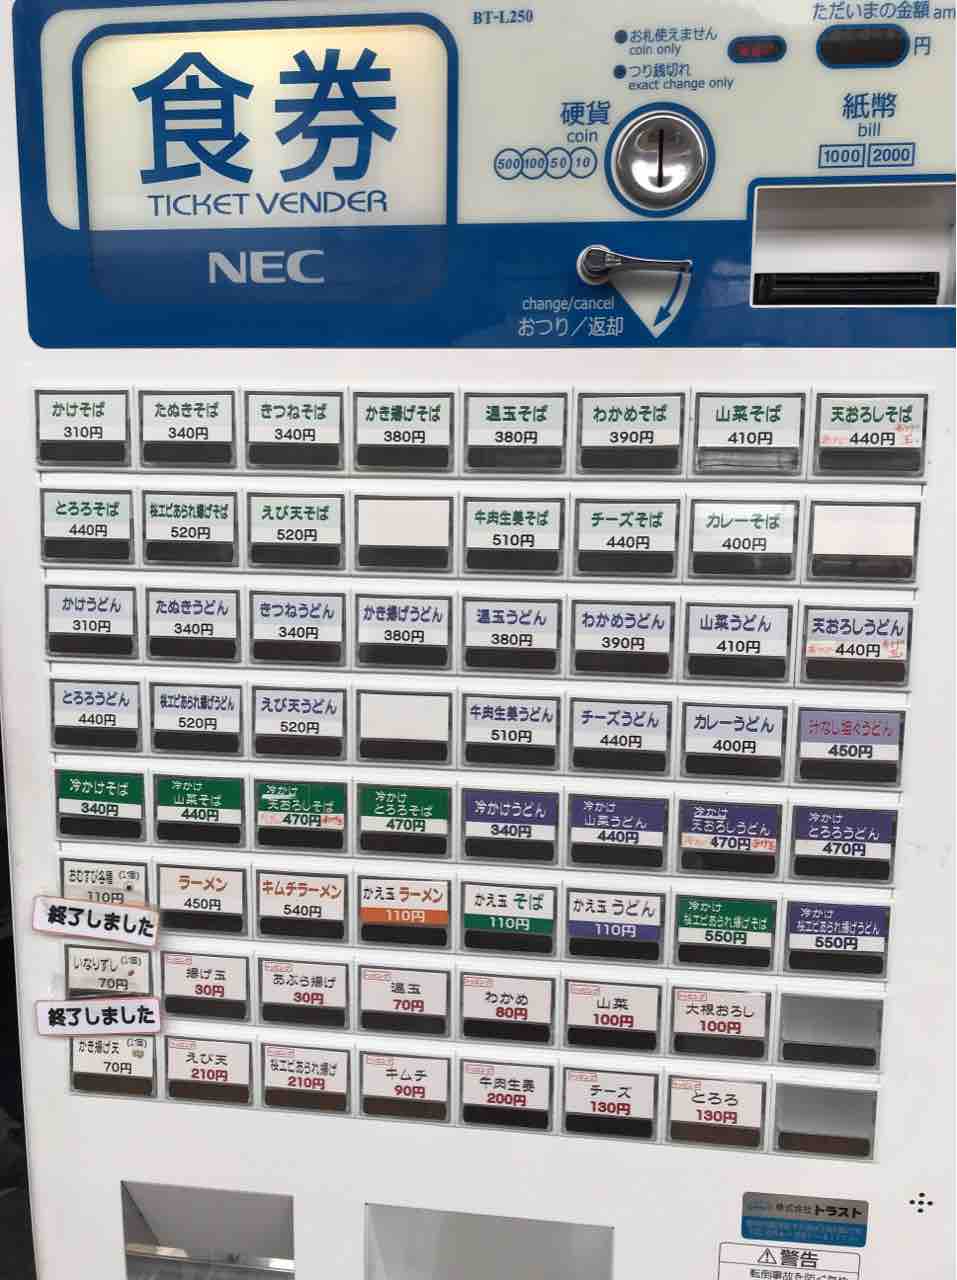 BT-L250
食券
TICKET VENDER
NEC
お札使えません
coin only
つり銭切れ
exact change only
硬貨
coin
500 100 50 10
ただいまの金額 am
円
紙幣
bill
1000 2000
change/cancel
おつり／返却
かけそば 310円
たぬきそば 340円
きつねそば 340円
かき揚げそば 380円
温玉そば 380円
わかめそば 390円
山菜そば 410円
天おろしそば 440円
とろろそば 440円
桜エビあられ揚げそば 520円
えび天そば 520円
牛肉生姜そば 510円
チーズそば 440円
カレーそば 400円
かけうどん 310円
たぬきうどん 340円
きつねうどん 340円
かき揚げうどん 380円
温玉うどん 380円
わかめうどん 390円
山菜うどん 410円
天おろしうどん 440円
とろろうどん 440円
桜エビあられ揚げうどん 520円
えび天うどん 520円
牛肉生姜うどん 510円
チーズうどん 440円
カレーうどん 400円
汁なし担々うどん 450円
冷かけそば 340円
冷かけ 山菜そば 440円
冷かけ 天おろしそば 470円
冷かけ とろろそば 470円
冷かけうどん 340円
冷かけ 山菜うどん 440円
冷かけ 天おろしうどん 470円
冷かけ とろろうどん 470円
おむすび各種 (1個) 110円
終了しました
ラーメン 450円
キムチラーメン 540円
かえ玉 ラーメン 110円
かえ玉 そば 110円
かえ玉 うどん 110円
冷かけ 桜エビあられ揚げそば 550円
冷かけ 桜エビあられ揚げうどん 550円
いなりずし (1個) 70円
終了しました
揚げ玉 30円
あぶら揚げ 30円
温玉 70円
わかめ 80円
山菜 100円
大根おろし 100円
かき揚げ天 (1個) 70円
えび天 210円
桜エビあられ揚げ 210円
キムチ 90円
牛肉生姜 200円
チーズ 130円
とろろ 130円
株式会社 トラスト
警告